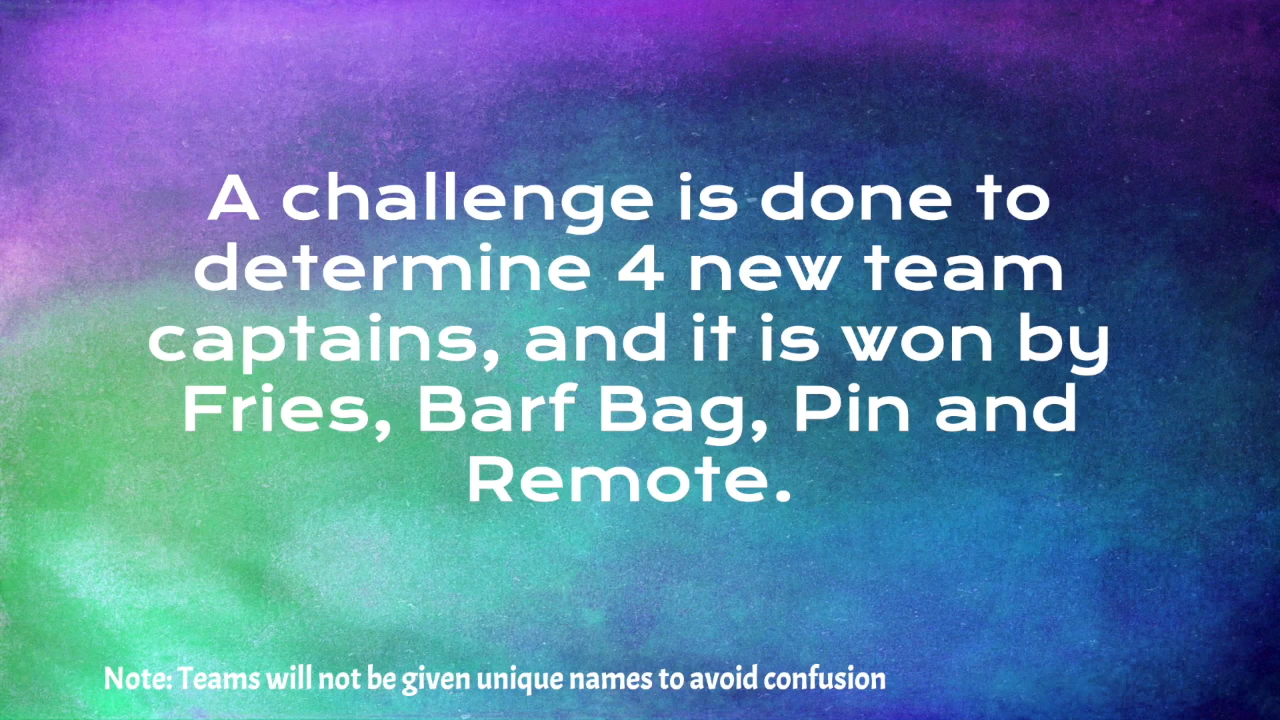 A challenge is done to
determine 4 new team
captains, and it is won by
Fries, Barf Bag, Pin and
Remote.
Note: Teams will not be given unique names to avoid confusion